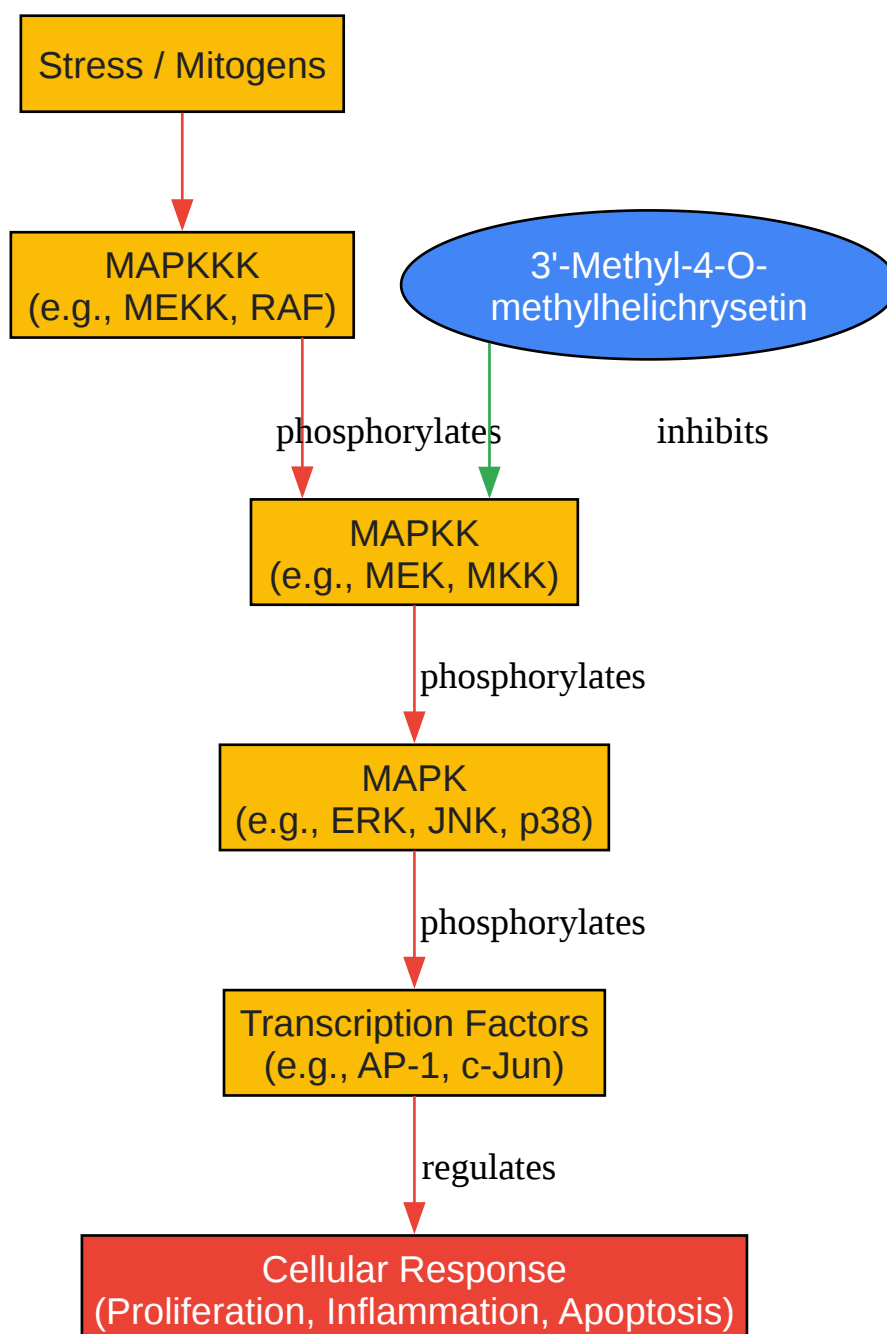 Stress / Mitogens
MAPKKK
(e.g., MEKK, RAF)
3'-Methyl-4-O-
methylhelichrysetin
phosphorylates
inhibits
MAPKK
(e.g., MEK, MKK)
phosphorylates
MAPK
(e.g., ERK, JNK, p38)
phosphorylates
Transcription Factors
(e.g., AP-1, c-Jun)
regulates
Cellular Response
(Proliferation, Inflammation, Apoptosis)